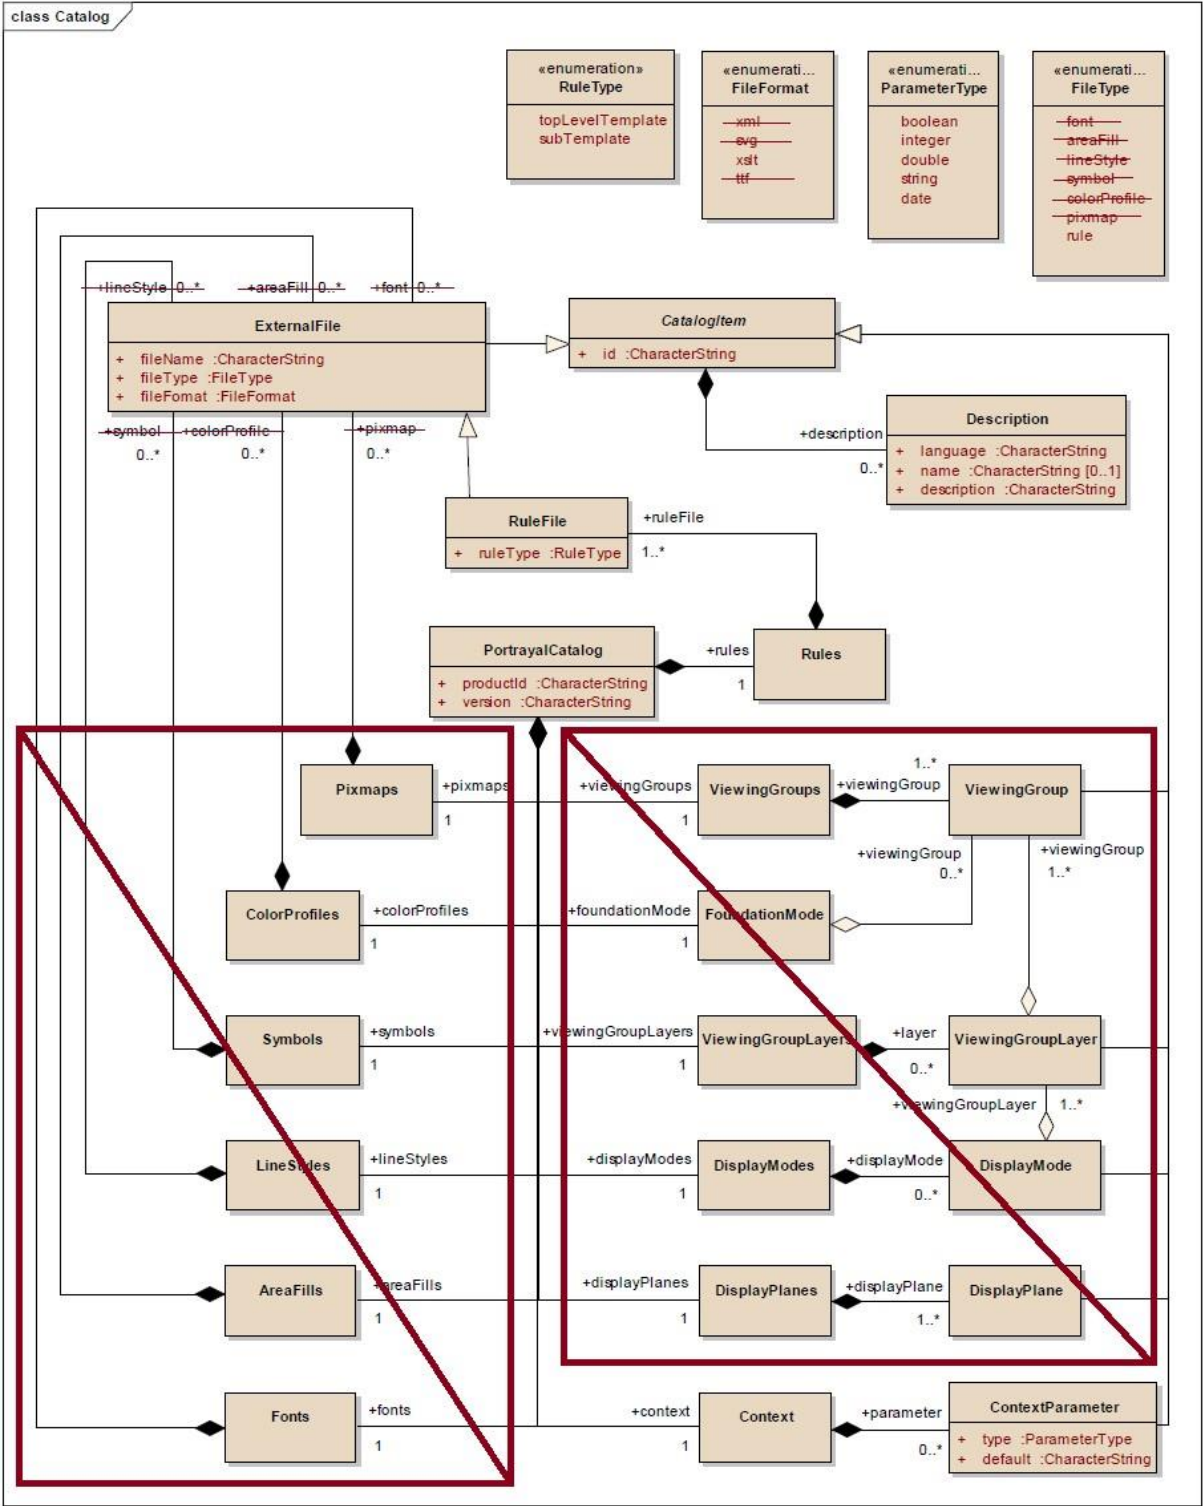 class Catalog
«enumeration»
RuleType
topLevelTemplate
subTemplate
«enumerati...
FileFormat
xml
svg
xslt
ttf
«enumerati...
ParameterType
boolean
integer
double
string
date
«enumerati...
FileType
font
areaFill
lineStyle
symbol
colorProfile
pixmap
rule
+lineStyle 0..*
+areaFill 0..*
+font 0..*
ExternalFile
+ fileName :CharacterString
+ fileType :FileType
+ fileFomat :FileFormat
CatalogItem
+ id :CharacterString
+symbol
0..*
+colorProfile
0..*
+pixmap
0..*
+description
0..*
Description
+ language :CharacterString
+ name :CharacterString [0..1]
+ description :CharacterString
RuleFile
+ ruleType :RuleType
+ruleFile
1..*
PortrayalCatalog
+ productId :CharacterString
+ version :CharacterString
+rules
1
Rules
Pixmaps
+pixmaps
1
+viewingGroups
1
ViewingGroups
1..*
+viewingGroup
ViewingGroup
+viewingGroup
0..*
+viewingGroup
1..*
ColorProfiles
+colorProfiles
1
+foundationMode
1
FoundationMode
Symbols
+symbols
1
+viewingGroupLayers
1
ViewingGroupLayers
+layer
0..*
ViewingGroupLayer
+viewingGroupLayer 1..*
LineStyles
+lineStyles
1
+displayModes
1
DisplayModes
+displayMode
0..*
DisplayMode
AreaFills
+areaFills
1
+displayPlanes
1
DisplayPlanes
+displayPlane
1..*
DisplayPlane
Fonts
+fonts
1
+context
1
Context
+parameter
0..*
ContextParameter
+ type :ParameterType
+ default :CharacterString